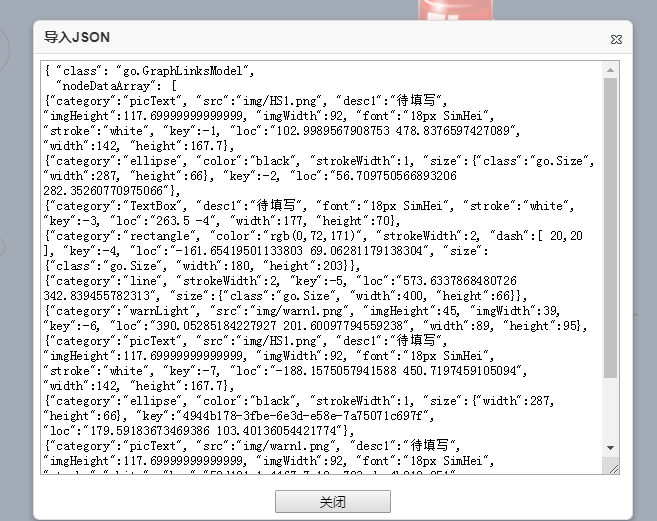 导入JSON
{ "class": "go.GraphLinksModel",
"nodeDataArray": [
{"category":"picText", "src":"img/HS1.png", "desc1":"待填写",
"imgHeight":117.69999999999999, "imgWidth":92, "font":"18px SimHei",
"stroke":"white", "key":-1, "loc":"102.9989567908753 478.8376597427089",
"width":142, "height":167.7},
{"category":"ellipse", "color":"black", "strokeWidth":1, "size":{"class":"go.Size",
"width":287, "height":66}, "key":-2, "loc":"56.709750566893206
282.35260770975066"},
{"category":"TextBox", "desc1":"待填写", "font":"18px SimHei", "stroke":"white",
"key":-3, "loc":"263.5 -4", "width":177, "height":70},
{"category":"rectangle", "color":"rgb(0,72,171)", "strokeWidth":2, "dash":[ 20,20
], "key":-4, "loc":"-161.65419501133803 69.06281179138304", "size":
{"class":"go.Size", "width":180, "height":203}},
{"category":"line", "strokeWidth":2, "key":-5, "loc":"573.6337868480726
342.839455782313", "size":{"class":"go.Size", "width":400, "height":66}},
{"category":"warnLight", "src":"img/warn1.png", "imgHeight":45, "imgWidth":39,
"key":-6, "loc":"390.05285184227927 201.60097794559238", "width":89, "height":95},
{"category":"picText", "src":"img/HS1.png", "desc1":"待填写",
"imgHeight":117.69999999999999, "imgWidth":92, "font":"18px SimHei",
"stroke":"white", "key":-7, "loc":"-188.1575057941588 450.7197459105094",
"width":142, "height":167.7},
{"category":"ellipse", "color":"black", "strokeWidth":1, "size":{"width":287,
"height":66}, "key":"4944b178-3fbe-6e3d-e58e-7a75071c697f",
"loc":"179.59183673469386 103.40136054421774"},
{"category":"picText", "src":"img/warn1.png", "desc1":"待填写",
"imgHeight":117.69999999999999, "imgWidth":92, "font":"18px SimHei",
关闭